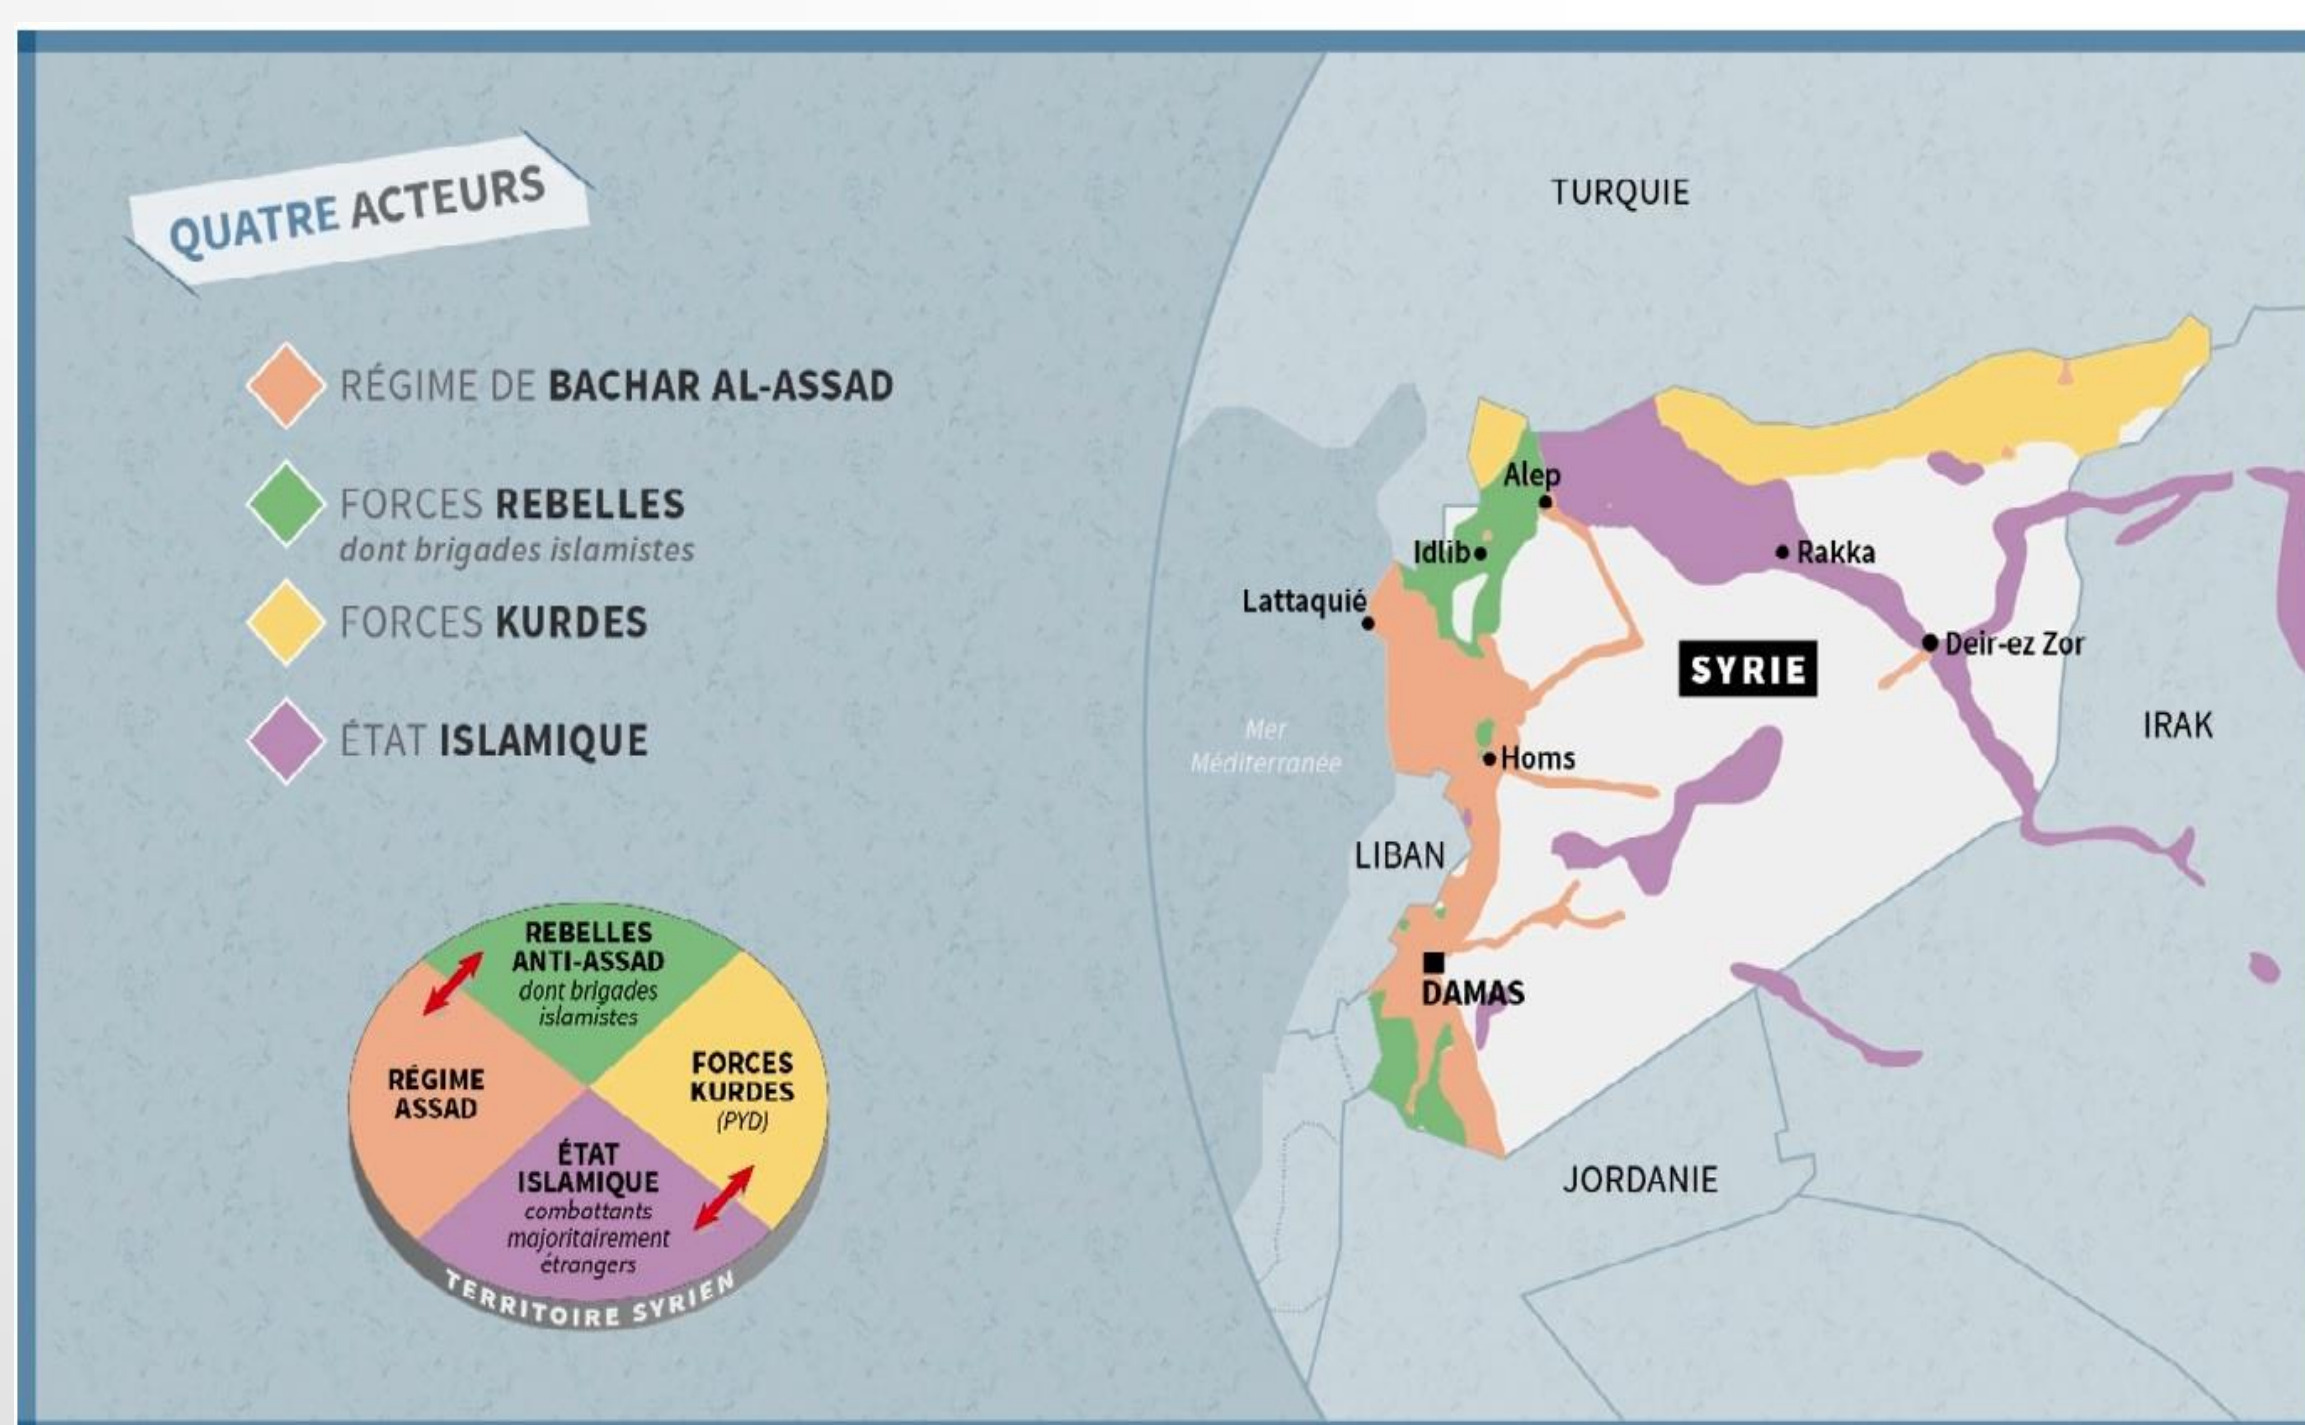 QUATRE ACTEURS
RÉGIME DE BACHAR AL-ASSAD
FORCES REBELLES
dont brigades islamistes
FORCES KURDES
ÉTAT ISLAMIQUE
REBELLES
ANTI-ASSAD
dont brigades
islamistes
RÉGIME
ASSAD
FORCES
KURDES
(PYD)
ÉTAT
ISLAMIQUE
combattants
majoritairement
étrangers
TERRITOIRE SYRIEN
TURQUIE
Alep
Idlib
Rakka
Lattaquié
Deir-ez Zor
SYRIE
IRAK
Mer
Méditerranée
Homs
LIBAN
DAMAS
JORDANIE